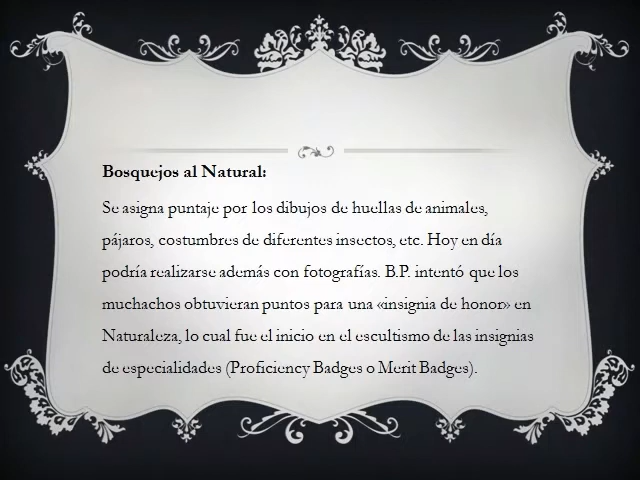 Bosquejos al Natural:
Se asigna puntaje por los dibujos de huellas de animales,
pájaros, costumbres de diferentes insectos, etc. Hoy en día
podría realizarse además con fotografías. B.P. intentó que los
muchachos obtuvieran puntos para una «insignia de honor» en
Naturaleza, lo cual fue el inicio en el escultismo de las insignias
de especialidades (Proficiency Badges o Merit Badges).